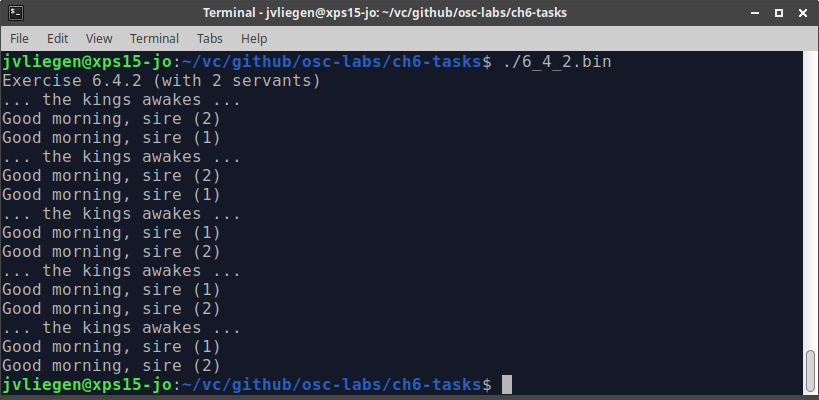 Terminal - jvliegen@xps15-jo: ~/vc/github/osc-labs/ch6-tasks
File Edit View Terminal Tabs Help
jvliegen@xps15-jo:~/vc/github/osc-labs/ch6-tasks$ ./6_4_2.bin
Exercise 6.4.2 (with 2 servants)
... the kings awakes ...
Good morning, sire (2)
Good morning, sire (1)
... the kings awakes ...
Good morning, sire (2)
Good morning, sire (1)
... the kings awakes ...
Good morning, sire (1)
Good morning, sire (2)
... the kings awakes ...
Good morning, sire (1)
Good morning, sire (2)
... the kings awakes ...
Good morning, sire (1)
Good morning, sire (2)
jvliegen@xps15-jo:~/vc/github/osc-labs/ch6-tasks$